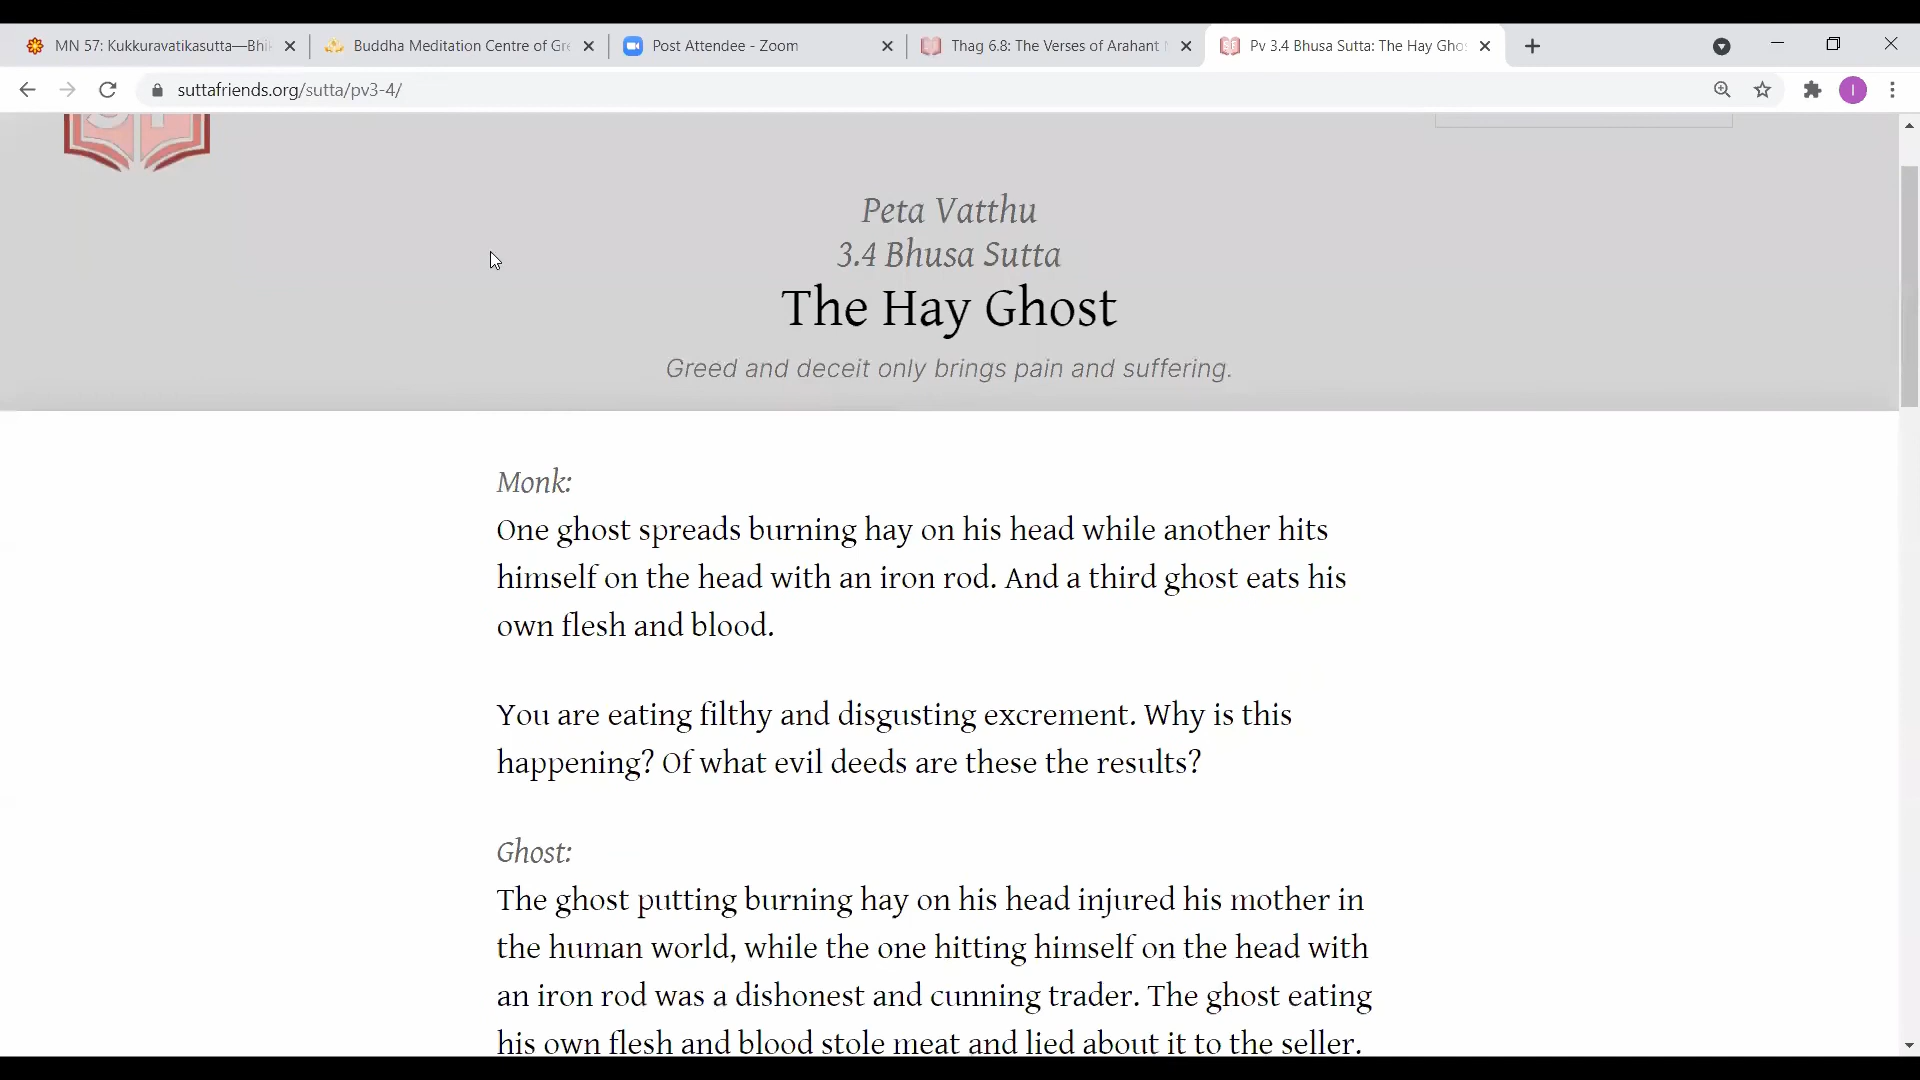 MN 57: Kukkuravatikasutta—Bhi
Buddha Meditation Centre of Gre
Post Attendee - Zoom
Thag 6.8: The Verses of Arahant
Pv 3.4 Bhusa Sutta: The Hay Gho
suttafriends.org/sutta/pv3-4/
I
Peta Vatthu
3.4 Bhusa Sutta
The Hay Ghost
Greed and deceit only brings pain and suffering.
Monk:
One ghost spreads burning hay on his head while another hits
himself on the head with an iron rod. And a third ghost eats his
own flesh and blood.
You are eating filthy and disgusting excrement. Why is this
happening? Of what evil deeds are these the results?
Ghost:
The ghost putting burning hay on his head injured his mother in
the human world, while the one hitting himself on the head with
an iron rod was a dishonest and cunning trader. The ghost eating
his own flesh and blood stole meat and lied about it to the seller.